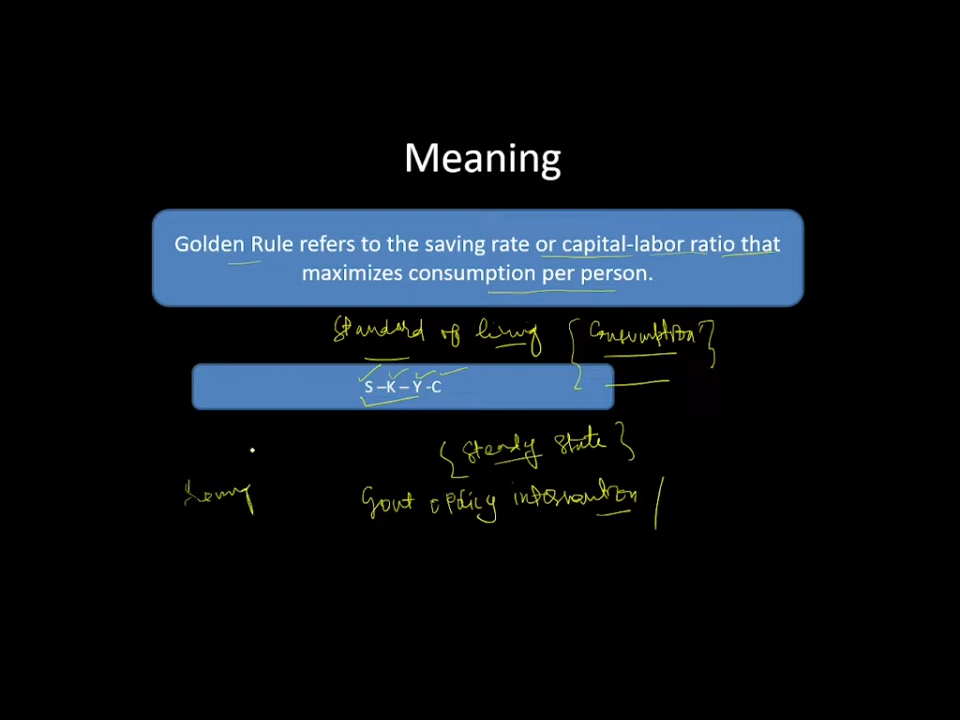 Meaning
Golden Rule refers to the saving rate or capital-labor ratio that
maximizes consumption per person.
Standard of living { Consumption }
S –K – Y -C
{ Steady State }
Govt policy intervention /